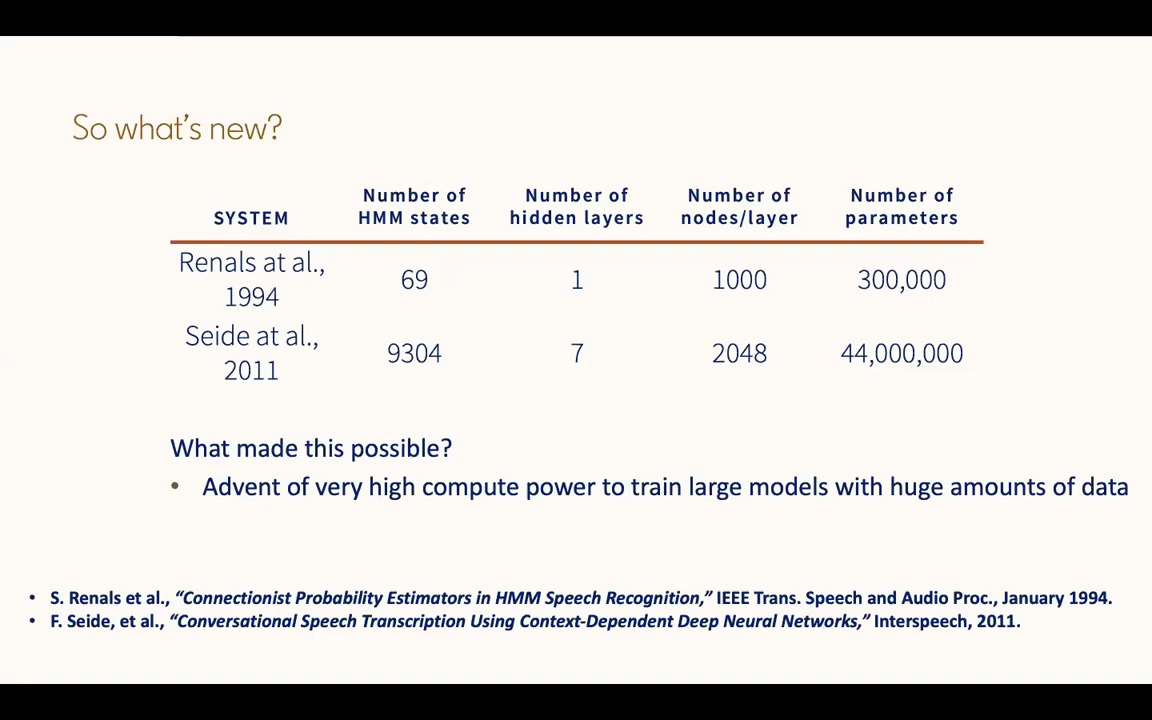 So what's new?
SYSTEM Number of HMM states Number of hidden layers Number of nodes/layer Number of parameters
Renals at al., 1994 69 1 1000 300,000
Seide at al., 2011 9304 7 2048 44,000,000
What made this possible?
• Advent of very high compute power to train large models with huge amounts of data
• S. Renals et al., “Connectionist Probability Estimators in HMM Speech Recognition,” IEEE Trans. Speech and Audio Proc., January 1994.
• F. Seide, et al., “Conversational Speech Transcription Using Context-Dependent Deep Neural Networks,” Interspeech, 2011.